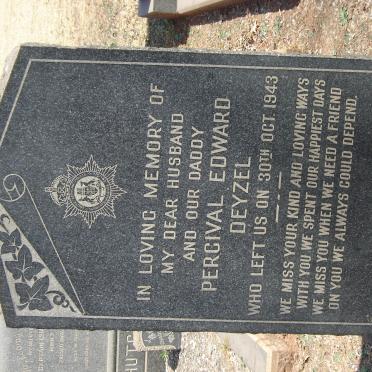 IN LOVING MEMORY OF
MY DEAR HUSBAND
AND OUR DADDY
PERCIVAL EDWARD
DEYZEL
WHO LEFT US ON 30TH OCT. 1943
WE MISS YOUR KIND AND LOVING WAYS
WITH YOU WE SPENT OUR HAPPIEST DAYS
WE MISS YOU WHEN WE NEED A FRIEND
ON YOU WE ALWAYS COULD DEPEND.